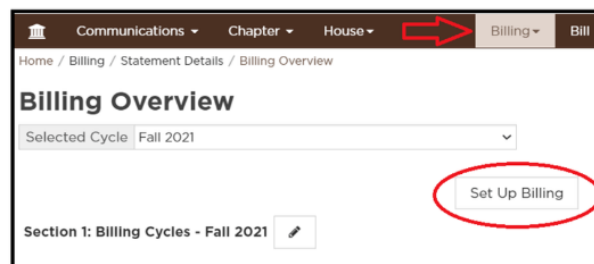 Communications Chapter House Billing Bill
Home / Billing / Statement Details / Billing Overview
Billing Overview
Selected Cycle Fall 2021
Set Up Billing
Section 1: Billing Cycles - Fall 2021